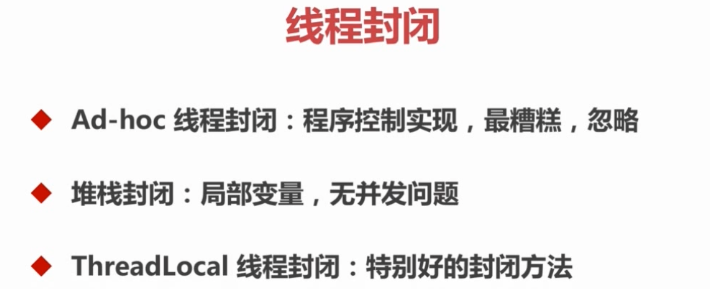 线程封闭
Ad-hoc 线程封闭：程序控制实现，最糟糕，忽略
堆栈封闭：局部变量，无并发问题
ThreadLocal 线程封闭：特别好的封闭方法